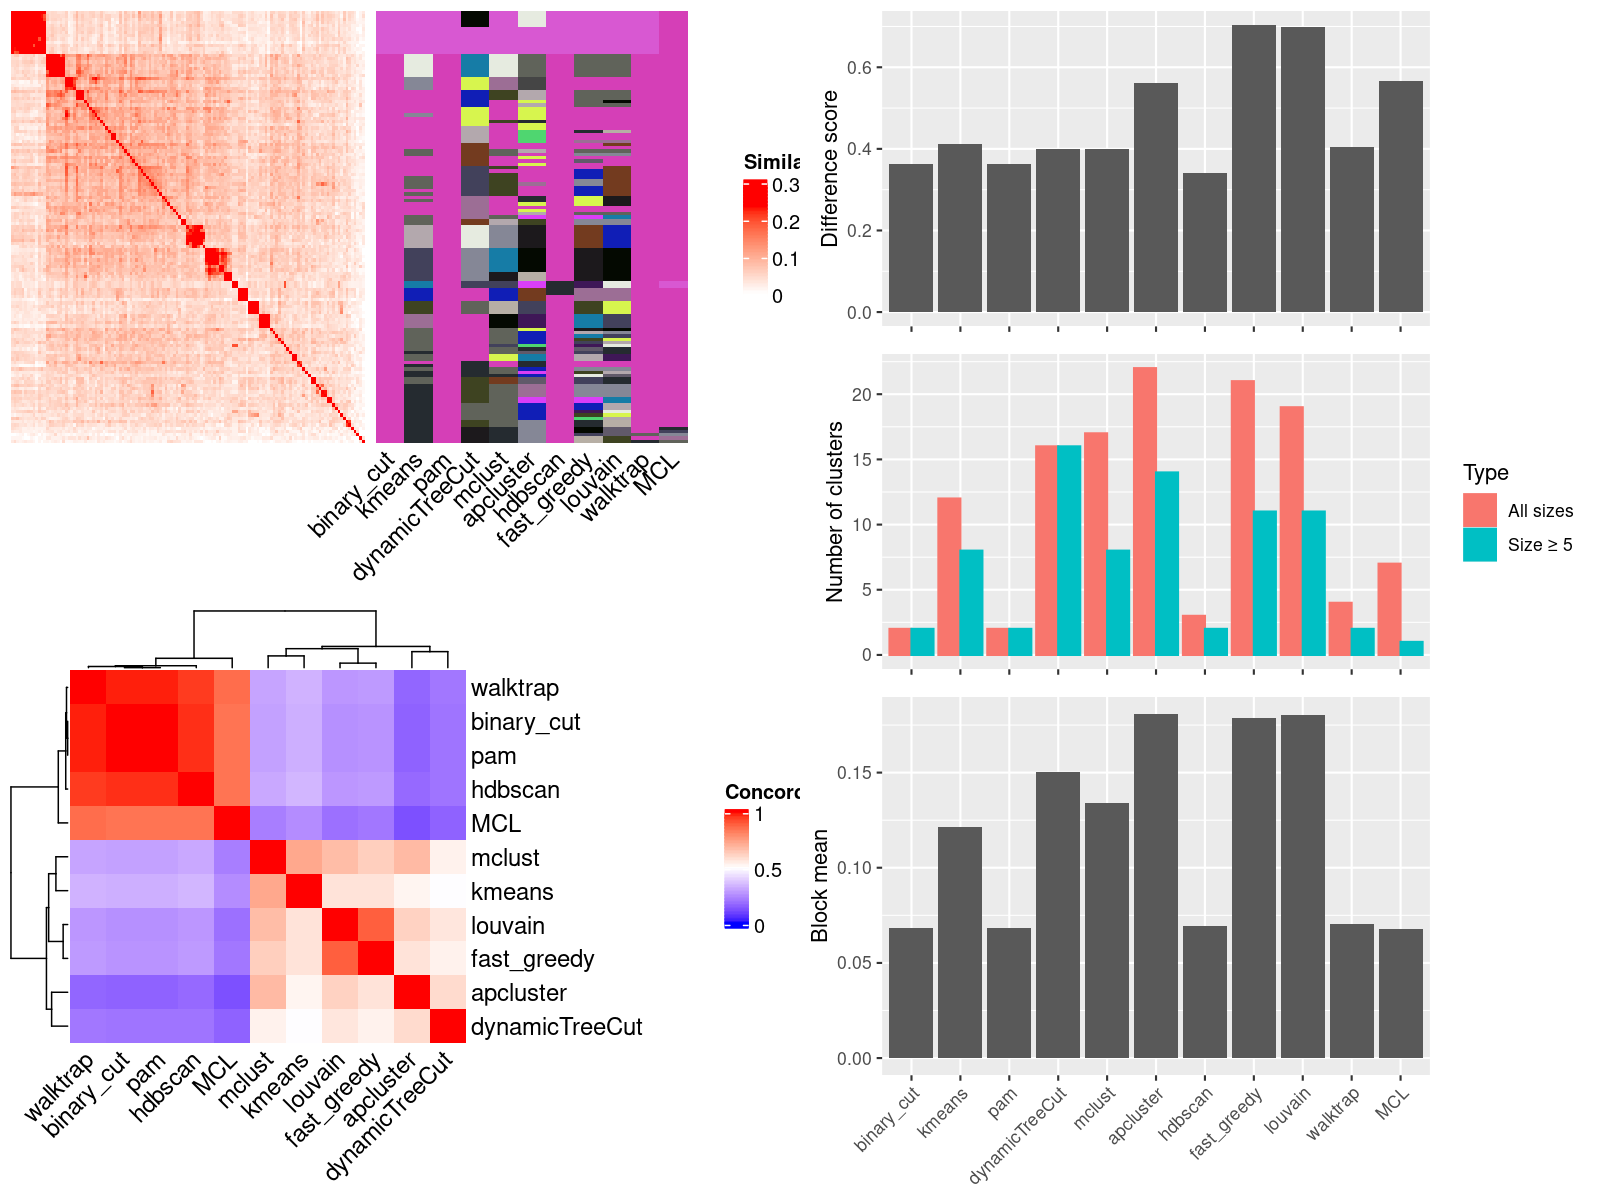 Simila
0.3
0.2
0.1
0
binary_cut
kmeans
pam
dynamicTreeCut
mclust
apcluster
hdbscan
fast_greedy
louvain
walktrap
MCL
Difference score
0.6
0.4
0.2
0.0
Number of clusters
20
15
10
5
0
Type
All sizes
Size ≥ 5
walktrap
binary_cut
pam
hdbscan
MCL
mclust
kmeans
louvain
fast_greedy
apcluster
dynamicTreeCut
walktrap
binary_cut
pam
hdbscan
MCL
mclust
kmeans
louvain
fast_greedy
apcluster
dynamicTreeCut
Concord
1
0.5
0
Block mean
0.15
0.10
0.05
0.00
binary_cut
kmeans
pam
dynamicTreeCut
mclust
apcluster
hdbscan
fast_greedy
louvain
walktrap
MCL